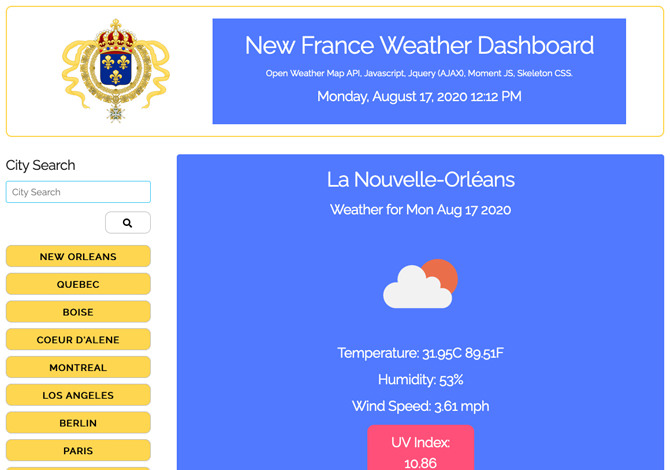 New France Weather Dashboard
Open Weather Map API, Javascript, Jquery (AJAX), Moment JS, Skeleton CSS.
Monday, August 17, 2020 12:12 PM
City Search
City Search
NEW ORLEANS
QUEBEC
BOISE
COEUR D'ALENE
MONTREAL
LOS ANGELES
BERLIN
PARIS
La Nouvelle-Orléans
Weather for Mon Aug 17 2020
Temperature: 31.95C 89.51F
Humidity: 53%
Wind Speed: 3.61 mph
UV Index:
10.86